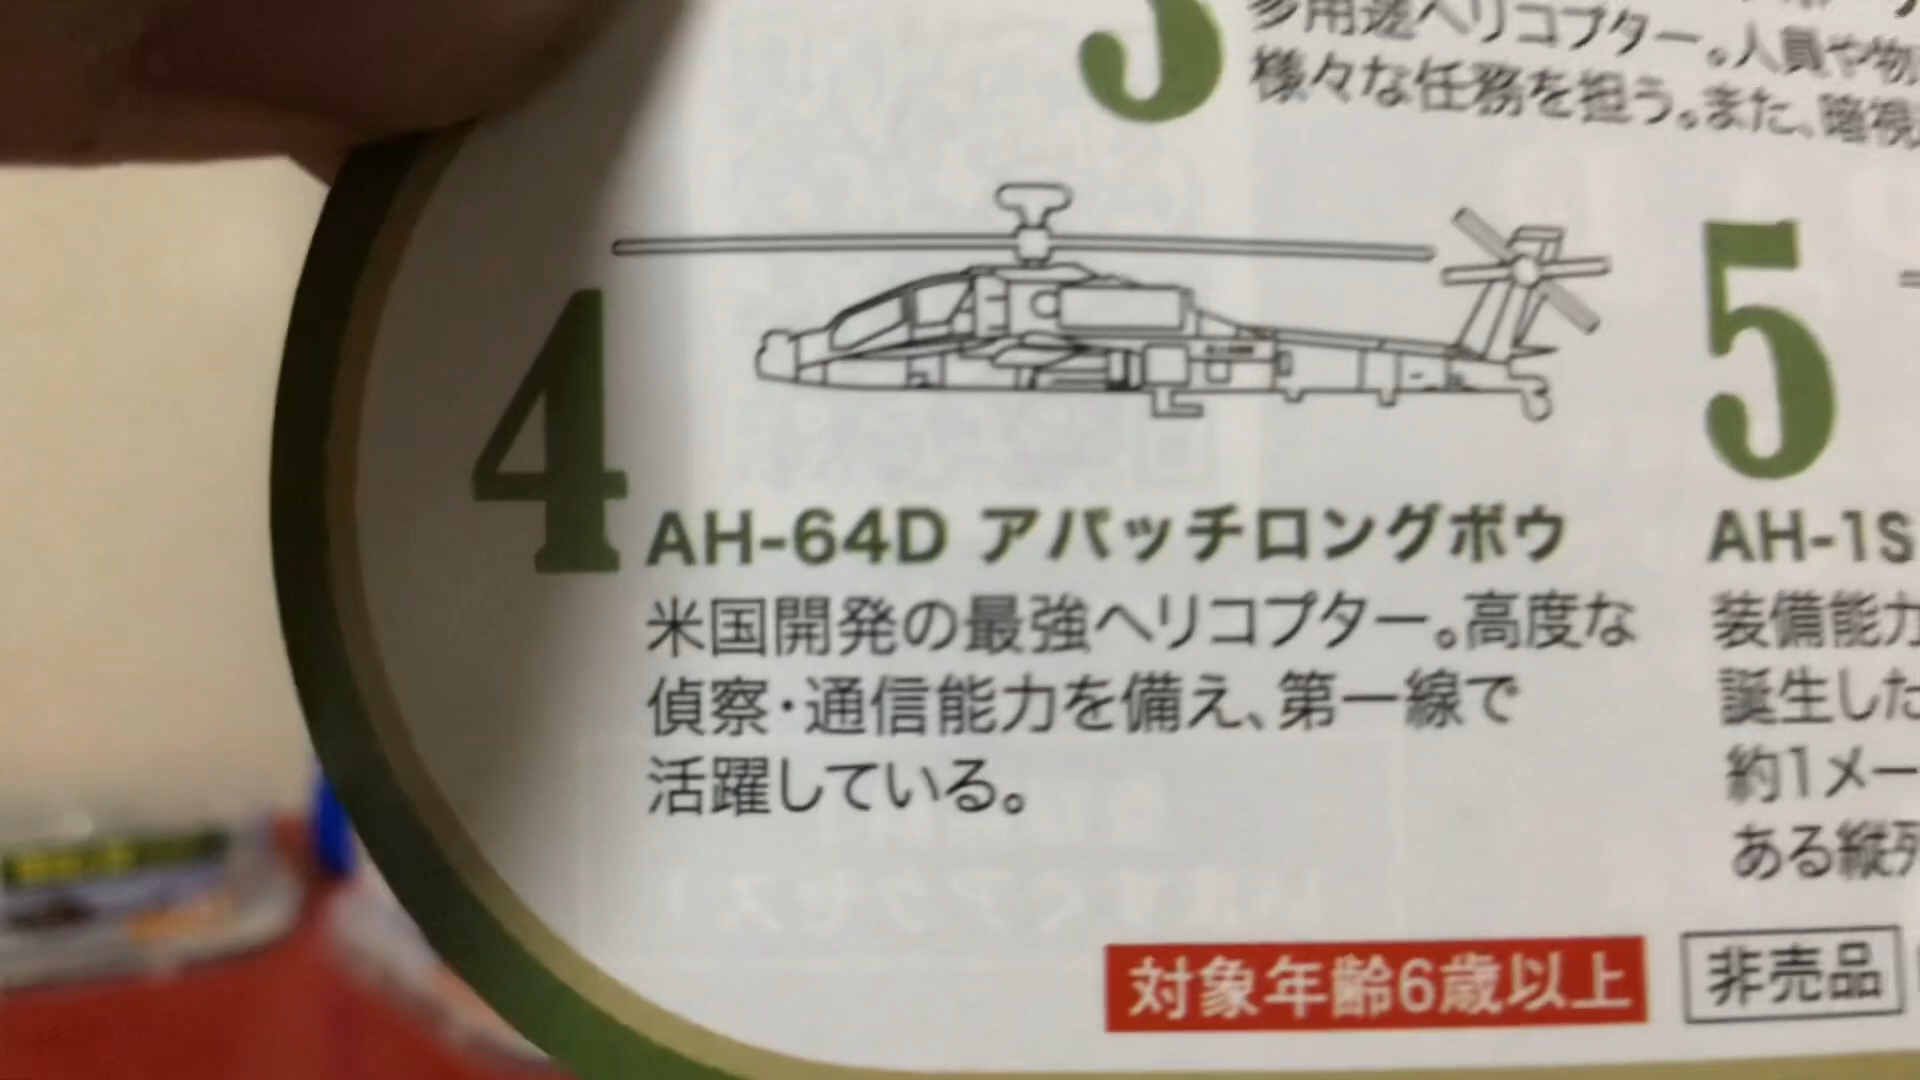 3
多用途ヘリコプター。人員や物
様々な任務を担う。また、暗視
4
AH-64D アパッチロングボウ
米国開発の最強ヘリコプター。高度な
偵察・通信能力を備え、第一線で
活躍している。
5
AH-1S
装備能力
誕生した
約1メー
ある縦列
対象年齢6歳以上
非売品